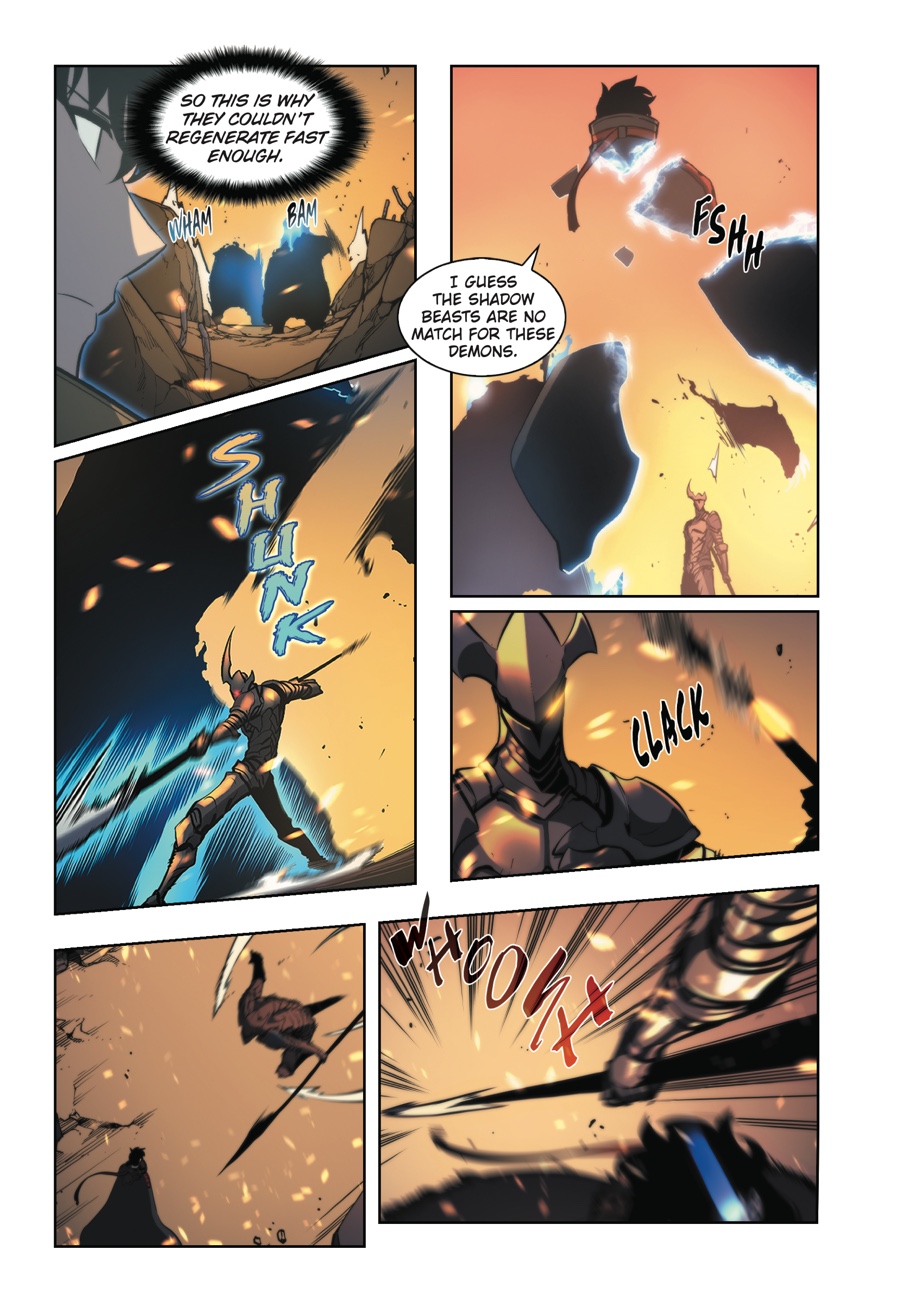 SO THIS IS WHY
THEY COULDN'T
REGENERATE FAST
ENOUGH.
WHAM
BAM
FSHH
I GUESS
THE SHADOW
BEASTS ARE NO
MATCH FOR THESE
DEMONS.
SHUNK
CLACK
WHOOSH